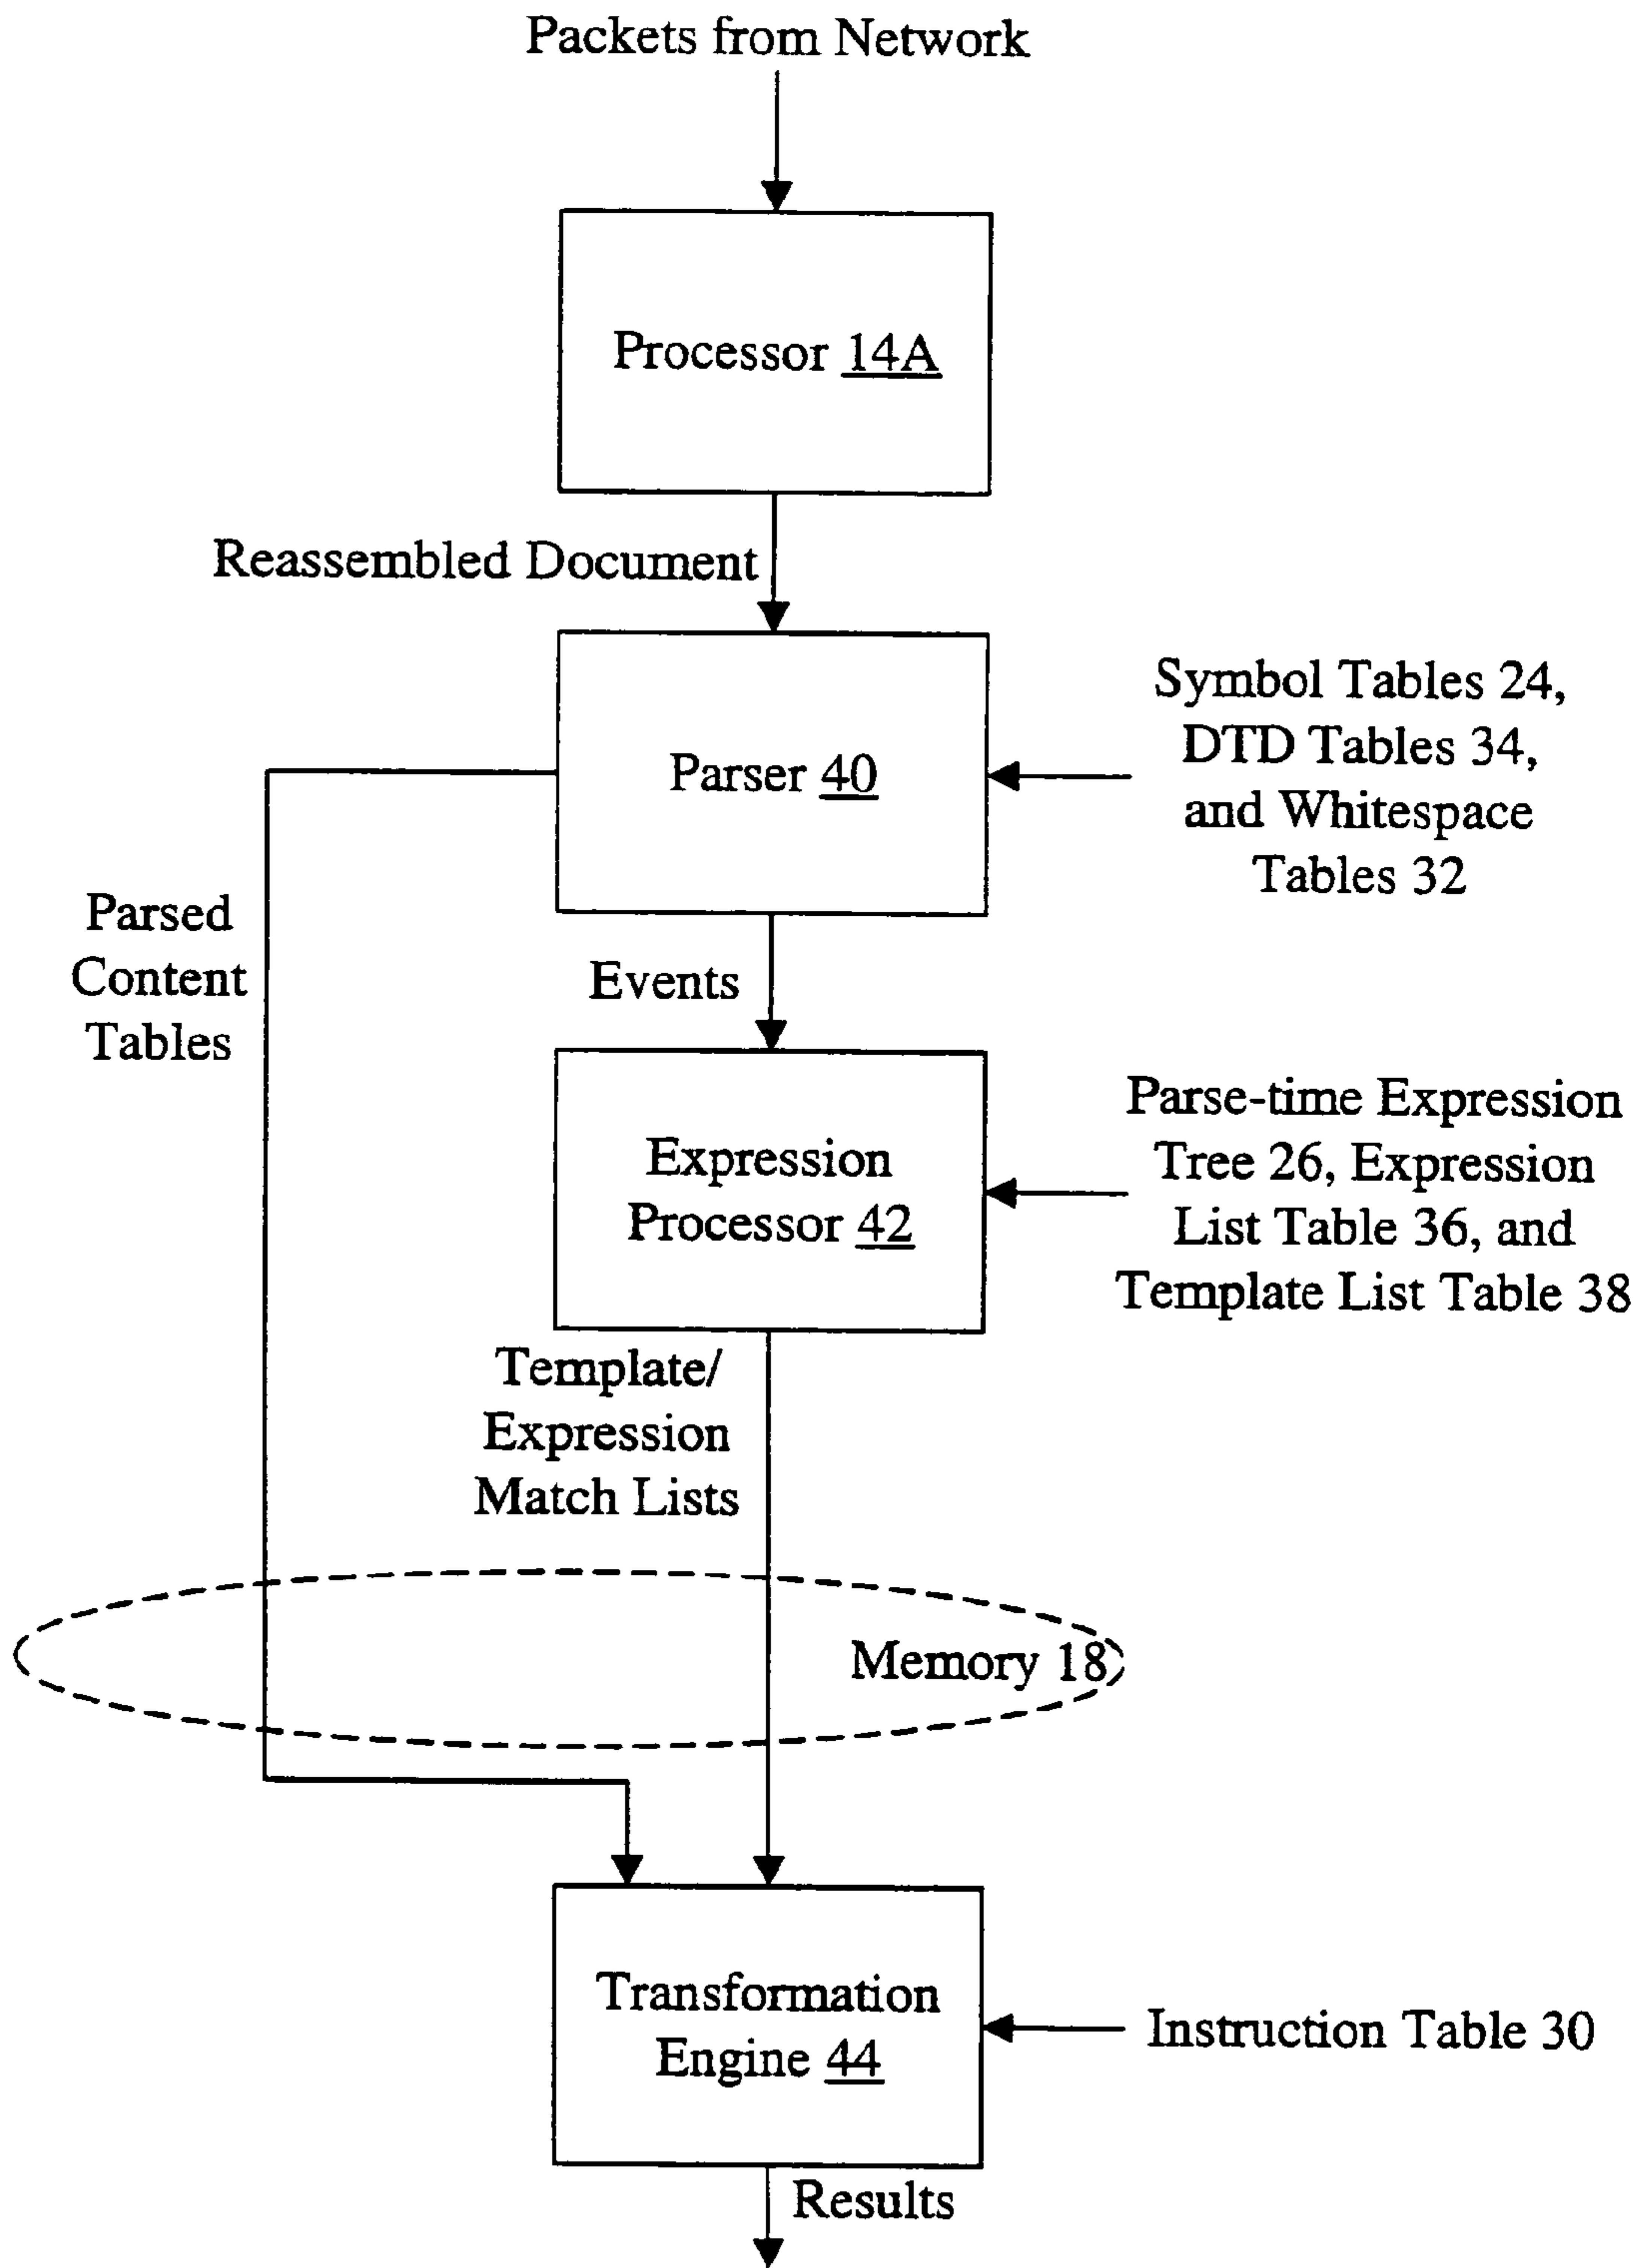 Packets from Network
Processor 14A
Reassembled Document
Parser 40
Symbol Tables 24,
DTD Tables 34,
and Whitespace
Tables 32
Parsed
Content
Tables
Events
Expression
Processor 42
Parse-time Expression
Tree 26, Expression
List Table 36, and
Template List Table 38
Template/
Expression
Match Lists
Memory 18
Transformation
Engine 44
Instruction Table 30
Results